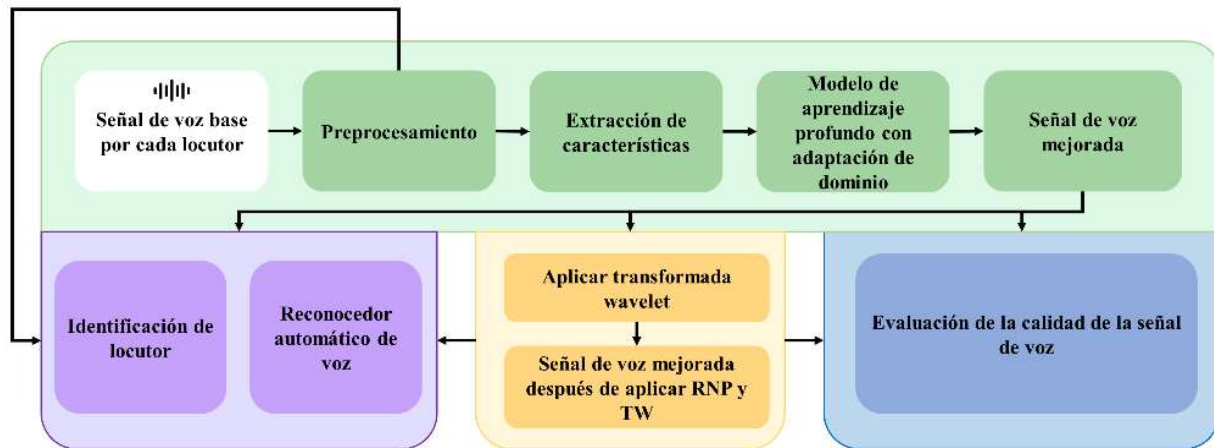 Señal de voz base
por cada locutor
Preprocesamiento
Extracción de
características
Modelo de
aprendizaje
profundo con
adaptación de
dominio
Señal de voz
mejorada
Identificación de
locutor
Reconocedor
automático de
voz
Aplicar transformada
wavelet
Señal de voz mejorada
después de aplicar RNP y
TW
Evaluación de la calidad de la señal
de voz